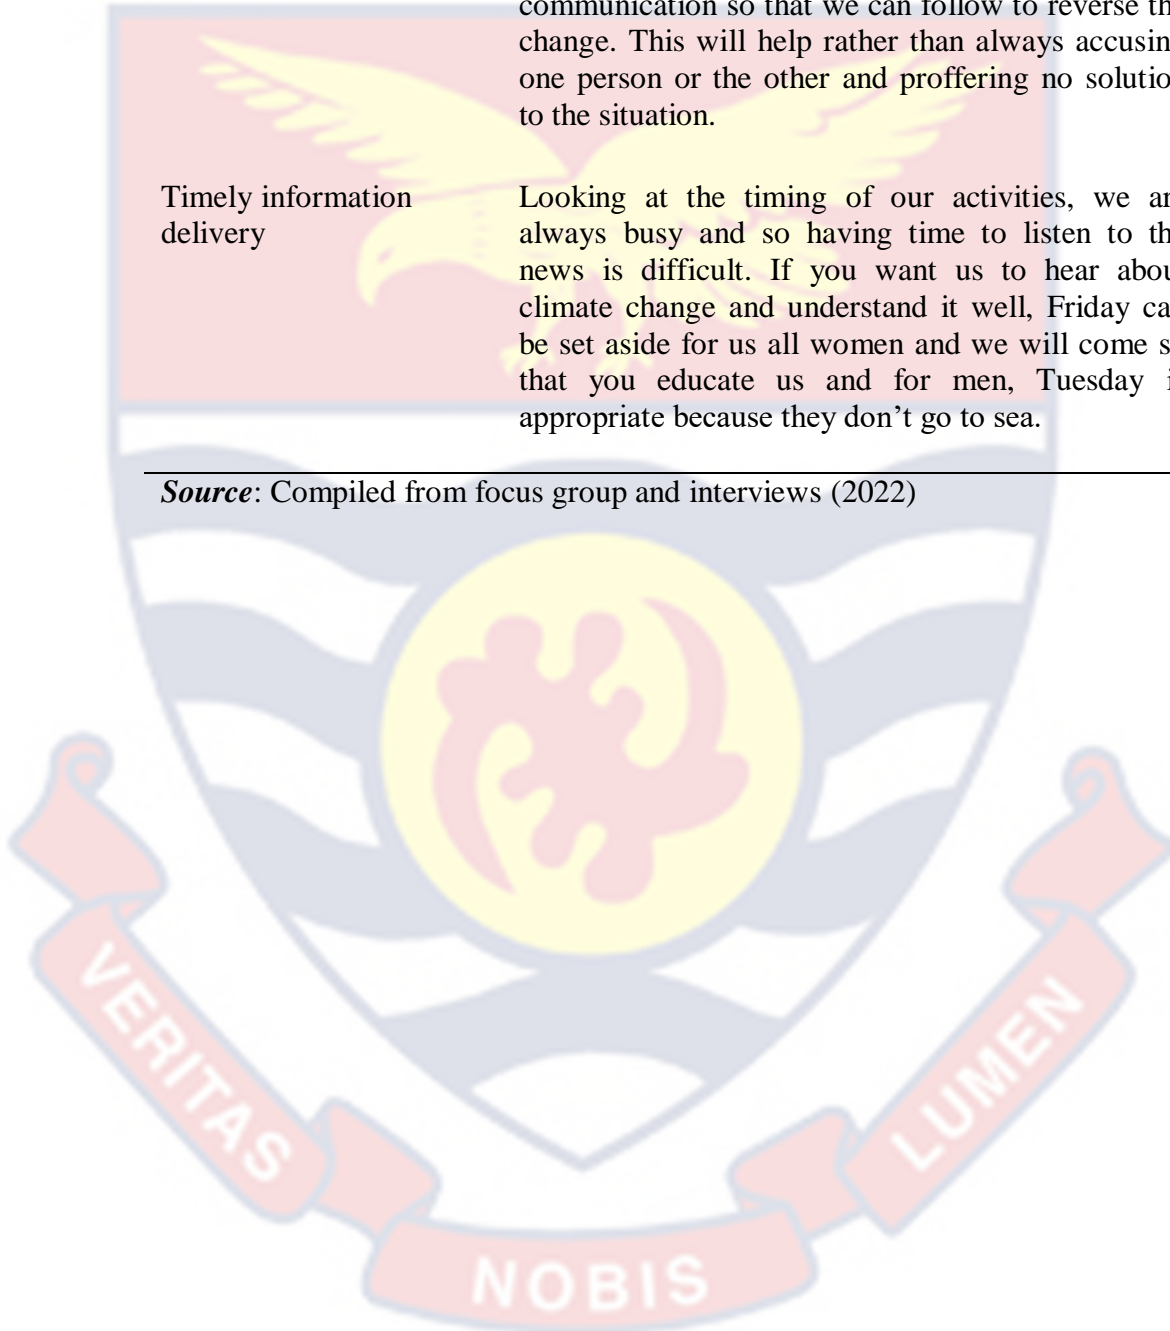 communication so that we can follow to reverse th
change. This will help rather than always accusin
one person or the other and proffering no solutio
to the situation.
Timely information
delivery
Looking at the timing of our activities, we ar
always busy and so having time to listen to th
news is difficult. If you want us to hear abou
climate change and understand it well, Friday ca
be set aside for us all women and we will come s
that you educate us and for men, Tuesday i
appropriate because they don’t go to sea.
Source: Compiled from focus group and interviews (2022)
VERITAS
NOBIS
LUMEN